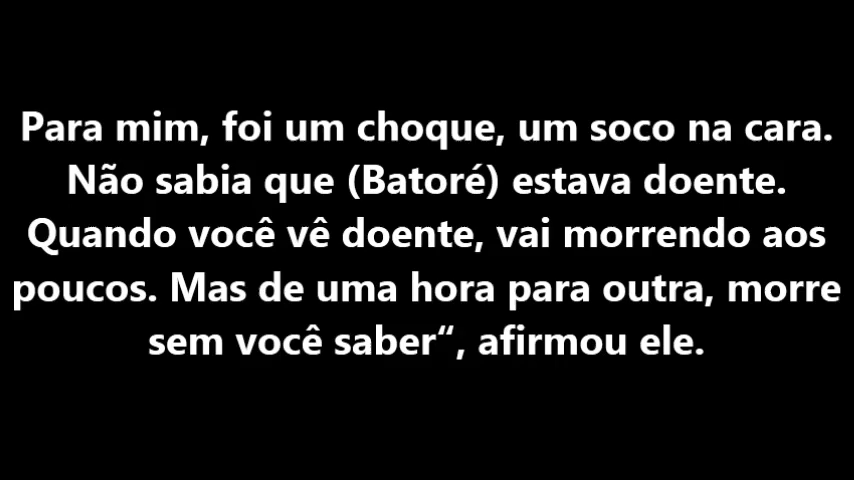 Para mim, foi um choque, um soco na cara.
Não sabia que (Batoré) estava doente.
Quando você vê doente, vai morrendo aos
poucos. Mas de uma hora para outra, morre
sem você saber“, afirmou ele.